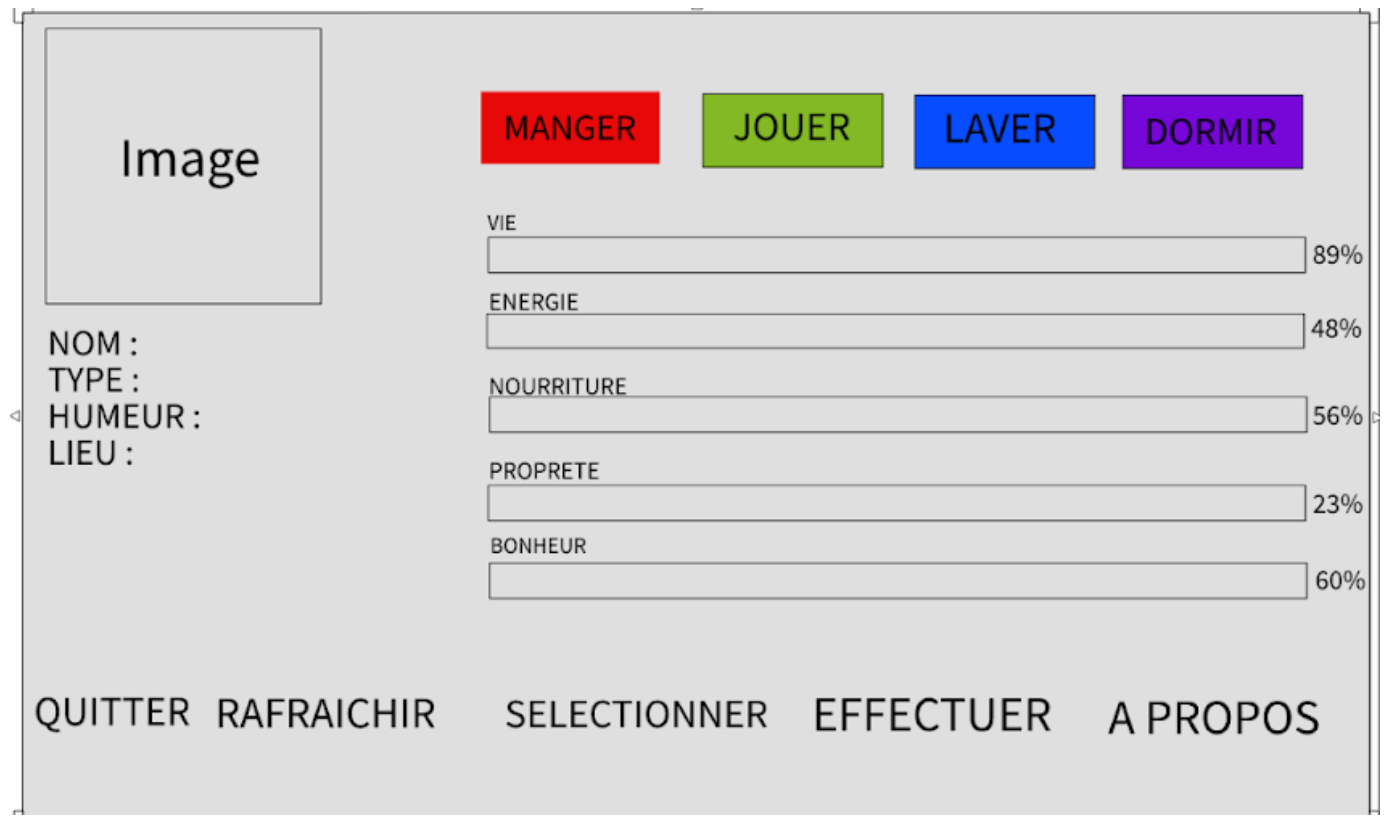 Image
NOM :
TYPE :
HUMEUR :
LIEU :
MANGER JOUER LAVER DORMIR
VIE
89%
ENERGIE
48%
NOURRITURE
56%
PROPRETE
23%
BONHEUR
60%
QUITTER RAFRAICHIR SELECTIONNER EFFECTUER A PROPOS